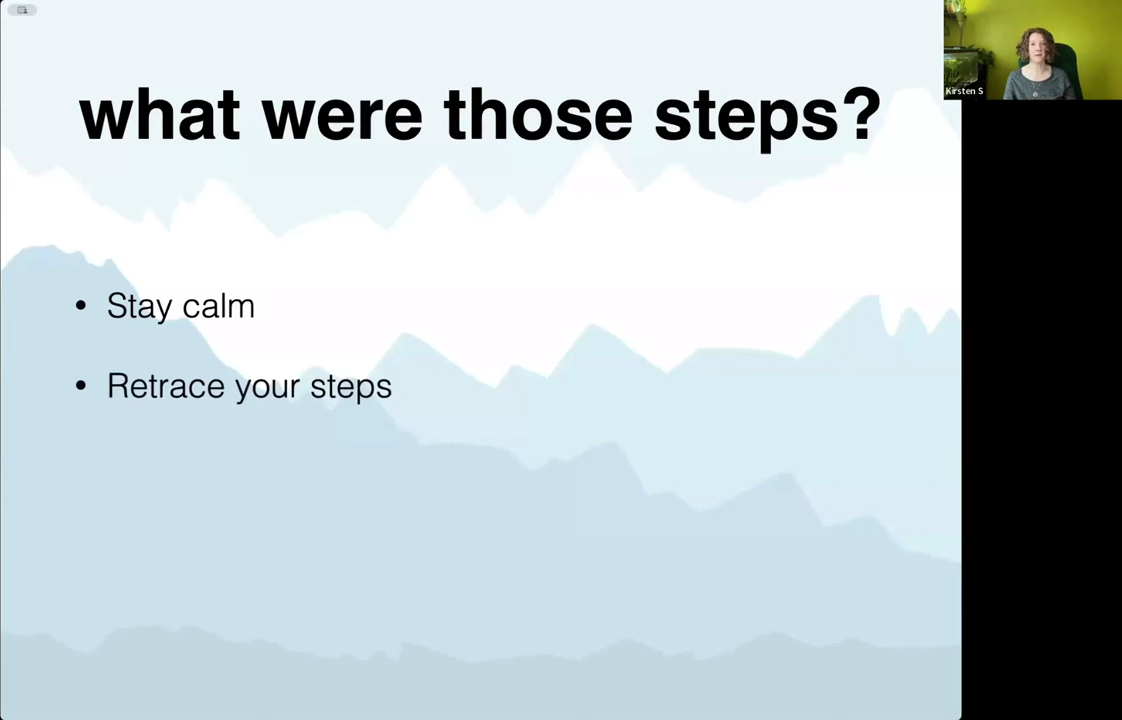 what were those steps?
• Stay calm
• Retrace your steps
Kirsten S